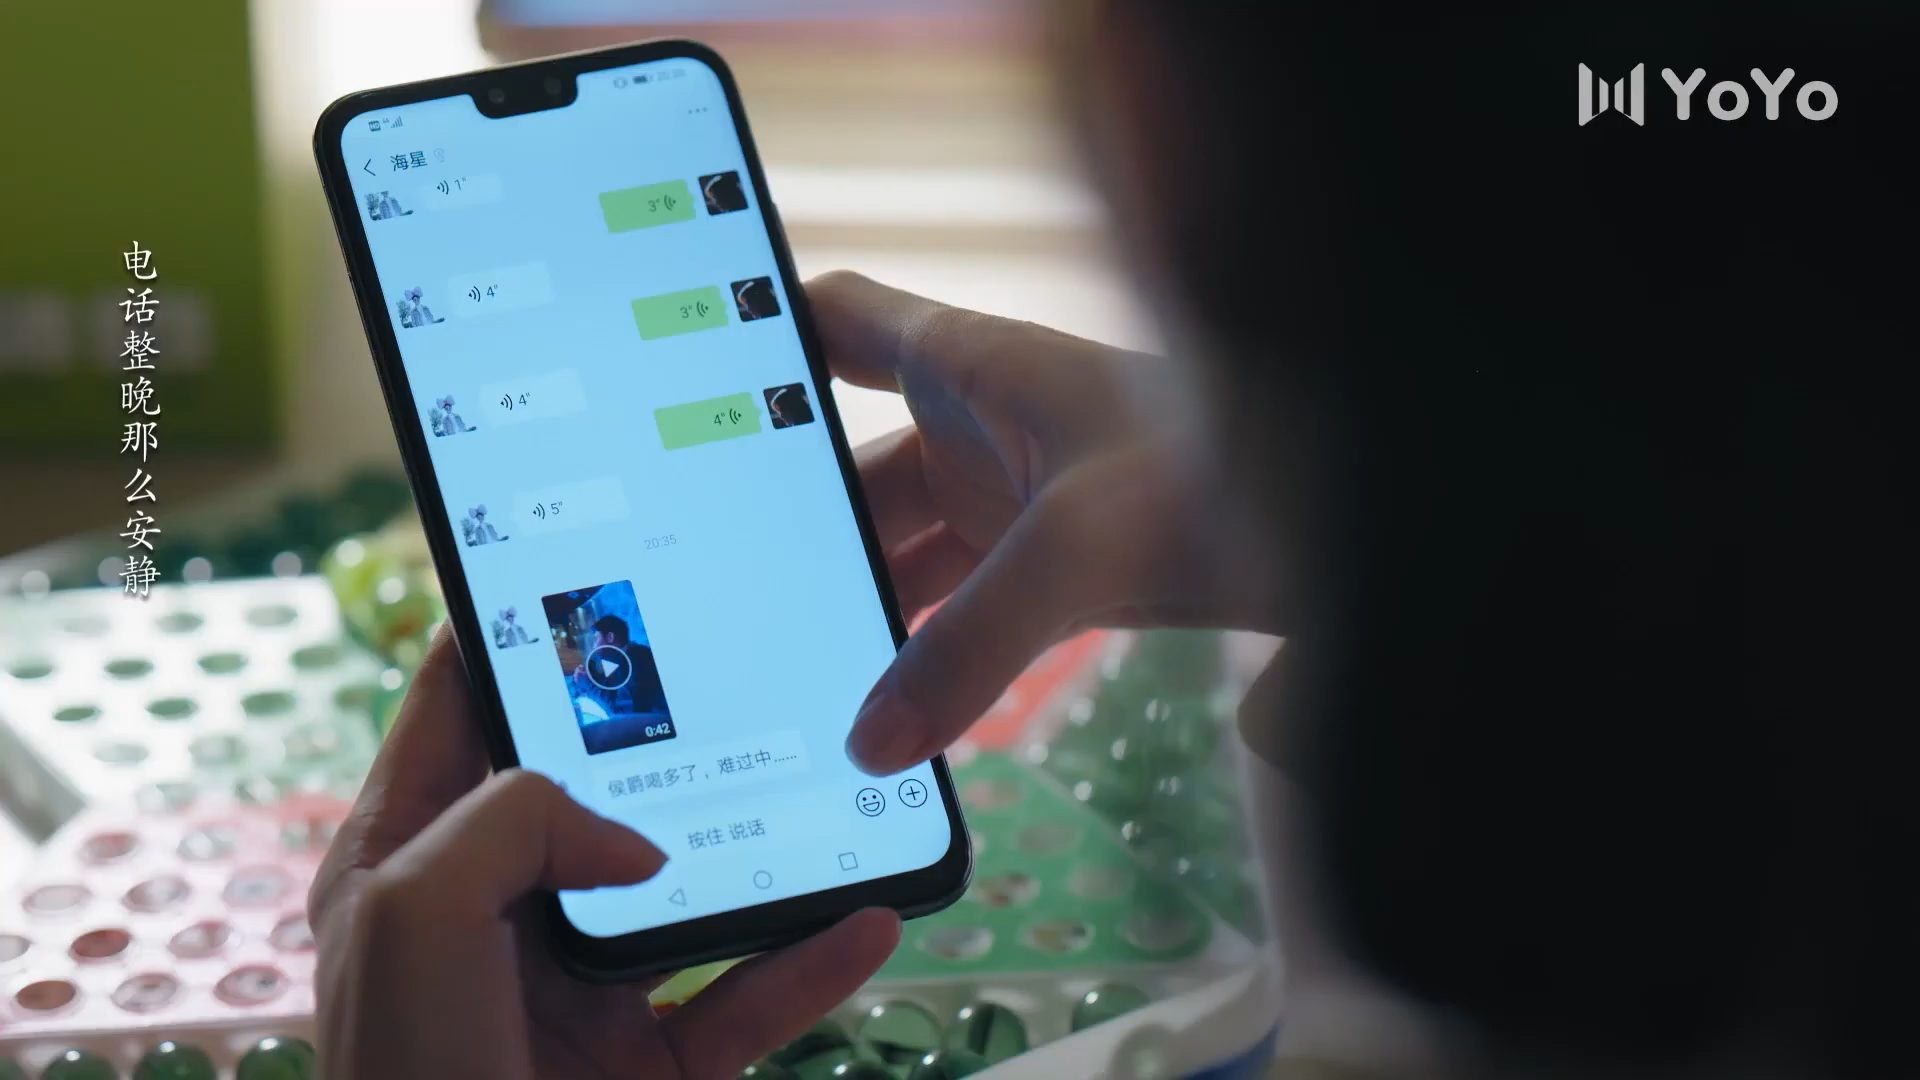 YoYo
电话整晚那么安静
海星
1"
3"
4"
3"
4"
4"
5"
20:35
0:42
侯爵喝多了，难过中......
按住 说话